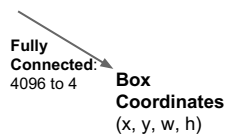 Fully
Connected:
4096 to 4
Box
Coordinates
(x, y, w, h)